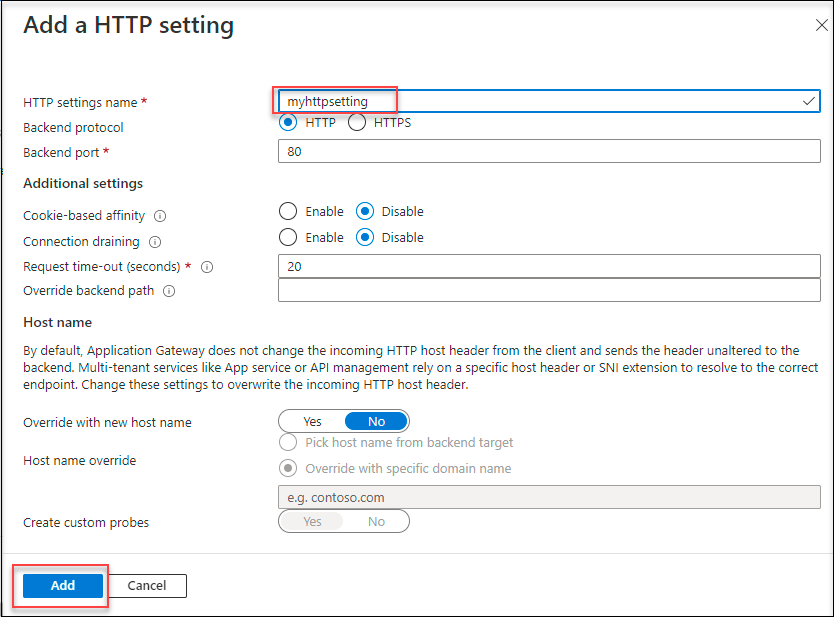 Add a HTTP setting
HTTP settings name *
myhttpsetting
Backend protocol
HTTP HTTPS
Backend port *
80
Additional settings
Cookie-based affinity
Enable Disable
Connection draining
Enable Disable
Request time-out (seconds) *
20
Override backend path
Host name
By default, Application Gateway does not change the incoming HTTP host header from the client and sends the header unaltered to the
backend. Multi-tenant services like App service or API management rely on a specific host header or SNI extension to resolve to the correct
endpoint. Change these settings to overwrite the incoming HTTP host header.
Override with new host name
Yes No
Pick host name from backend target
Host name override
Override with specific domain name
e.g. contoso.com
Create custom probes
Yes No
Add Cancel